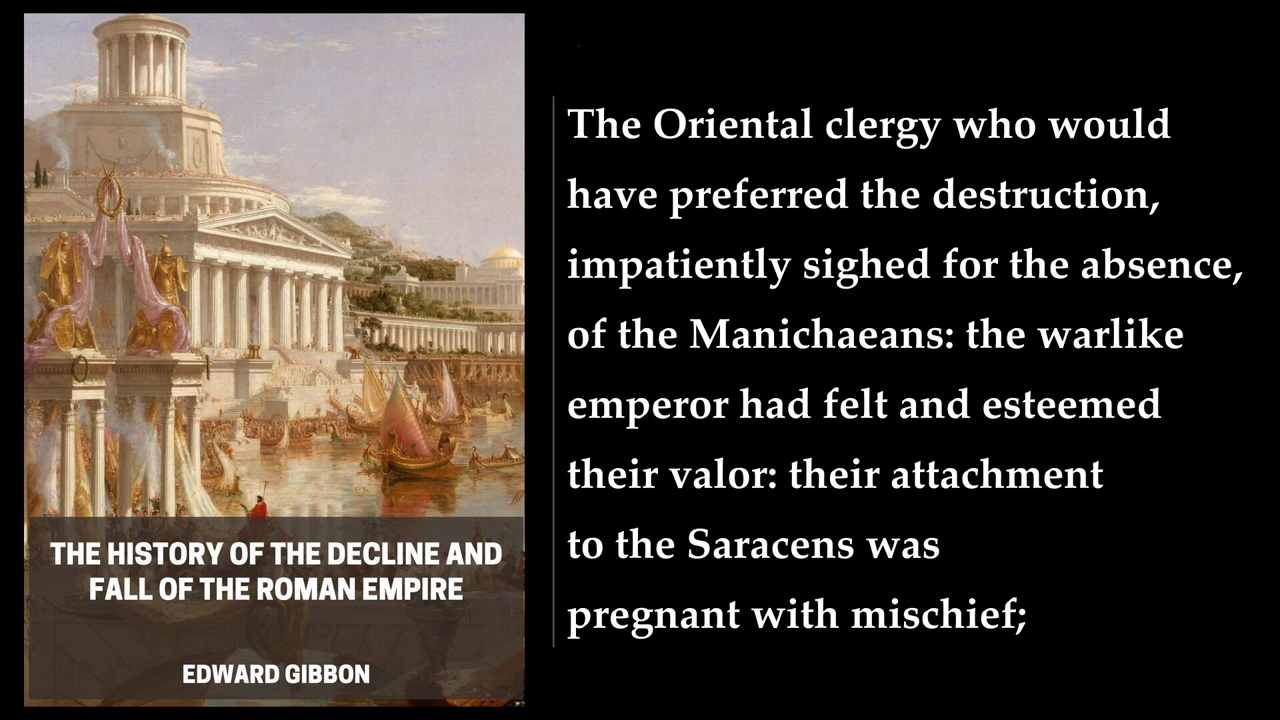 THE HISTORY OF THE DECLINE AND
FALL OF THE ROMAN EMPIRE
EDWARD GIBBON
The Oriental clergy who would
have preferred the destruction,
impatiently sighed for the absence,
of the Manichaeans: the warlike
emperor had felt and esteemed
their valor: their attachment
to the Saracens was
pregnant with mischief;